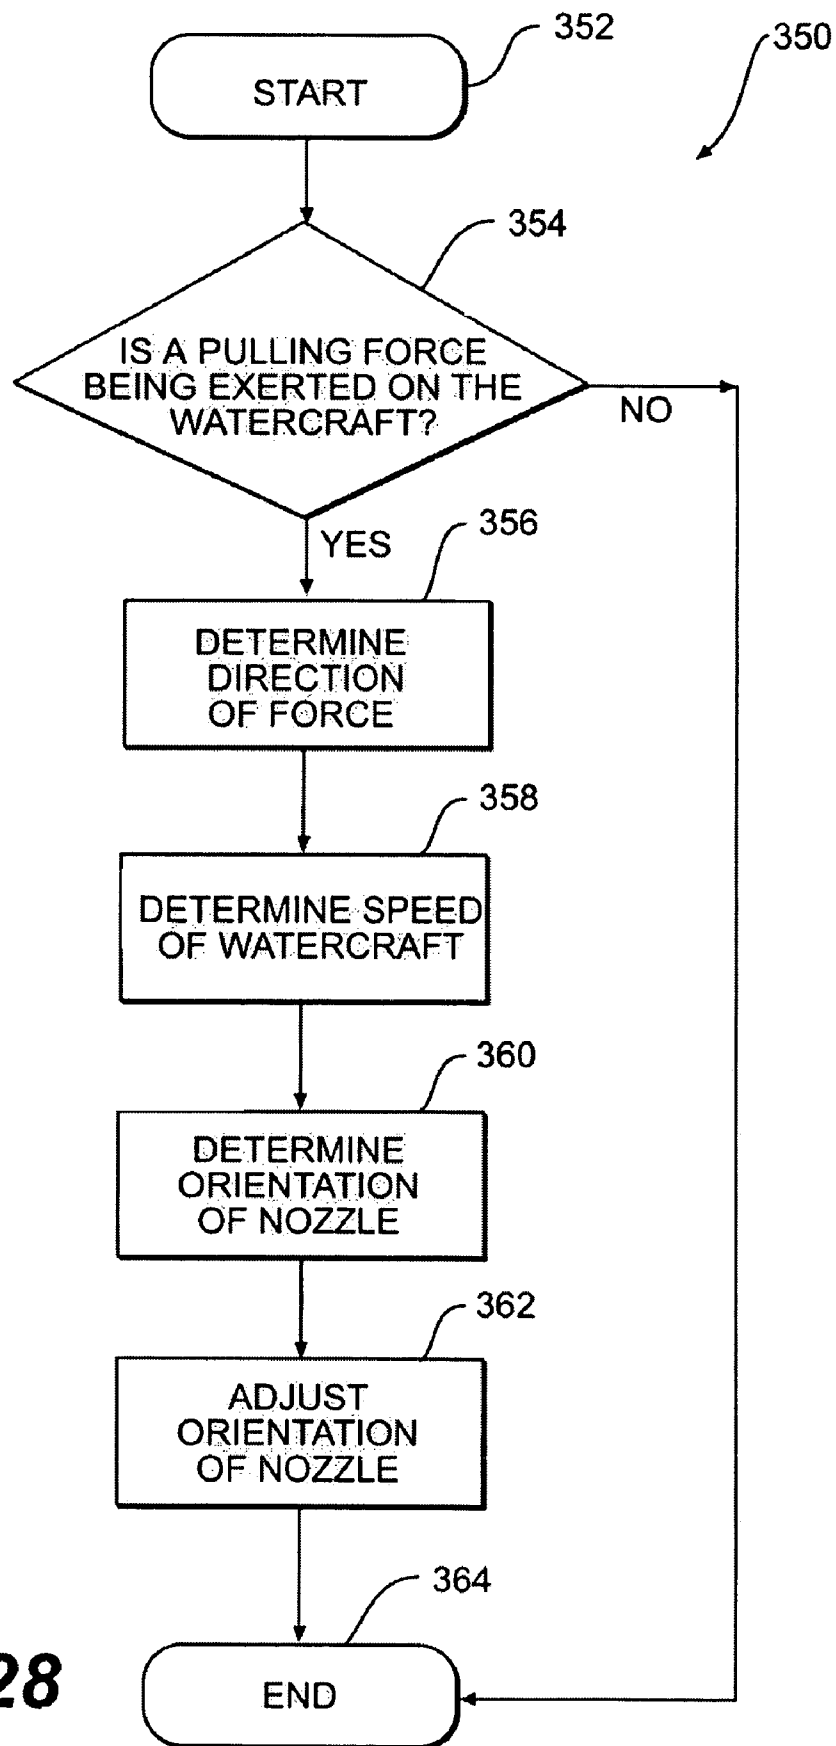 352
350
START
354
IS A PULLING FORCE
BEING EXERTED ON THE
WATERCRAFT?
NO
YES
356
DETERMINE
DIRECTION
OF FORCE
358
DETERMINE SPEED
OF WATERCRAFT
360
DETERMINE
ORIENTATION
OF NOZZLE
362
ADJUST
ORIENTATION
OF NOZZLE
364
END
28